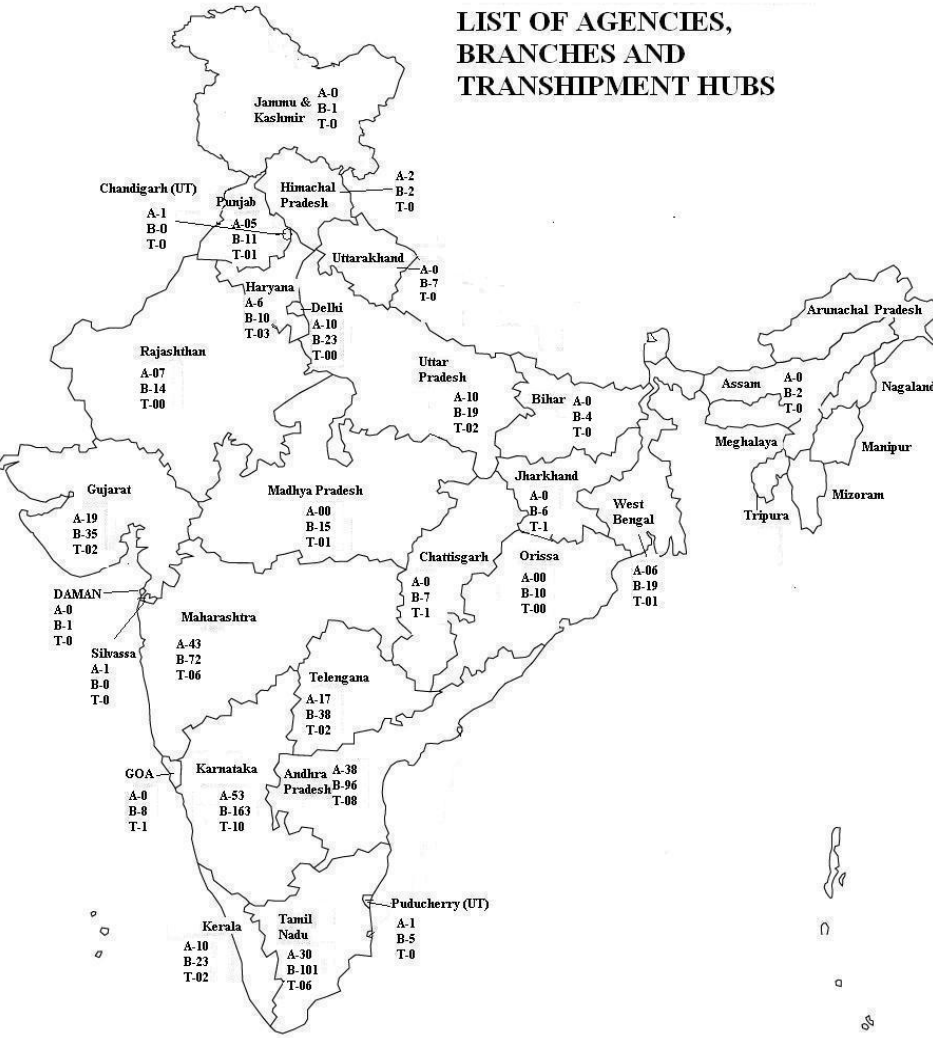 LIST OF AGENCIES,
BRANCHES AND
TRANSHIPMENT HUBS
Jammu &
Kashmir
A-0
B-1
T-0
Chandigarh (UT)
A-1
B-0
T-0
Punjab
A-05
B-11
T-01
Himachal
Pradesh
A-2
B-2
T-0
Uttarakhand
A-0
B-7
T-0
Haryana
A-6
B-10
T-03
Delhi
A-10
B-23
T-00
Rajashthan
A-07
B-14
T-00
Uttar
Pradesh
A-10
B-19
T-02
Bihar
A-0
B-4
T-0
Arunachal Pradesh
Assam
A-0
B-2
T-0
Nagaland
Meghalaya
Manipur
Mizoram
Tripura
Gujarat
A-19
B-35
T-02
Madhya Pradesh
A-00
B-15
T-01
Jharkhand
A-0
B-6
T-1
West
Bengal
A-06
B-19
T-01
Chattisgarh
A-0
B-7
T-1
Orissa
A-00
B-10
T-00
DAMAN
A-0
B-1
T-0
Silvassa
A-1
B-0
T-0
Maharashtra
A-43
B-72
T-06
Telengana
A-17
B-38
T-02
GOA
A-0
B-8
T-1
Karnataka
A-53
B-163
T-10
Andhra
Pradesh
A-38
B-96
T-08
Kerala
A-10
B-23
T-02
Tamil
Nadu
A-30
B-101
T-06
Puducherry (UT)
A-1
B-5
T-0